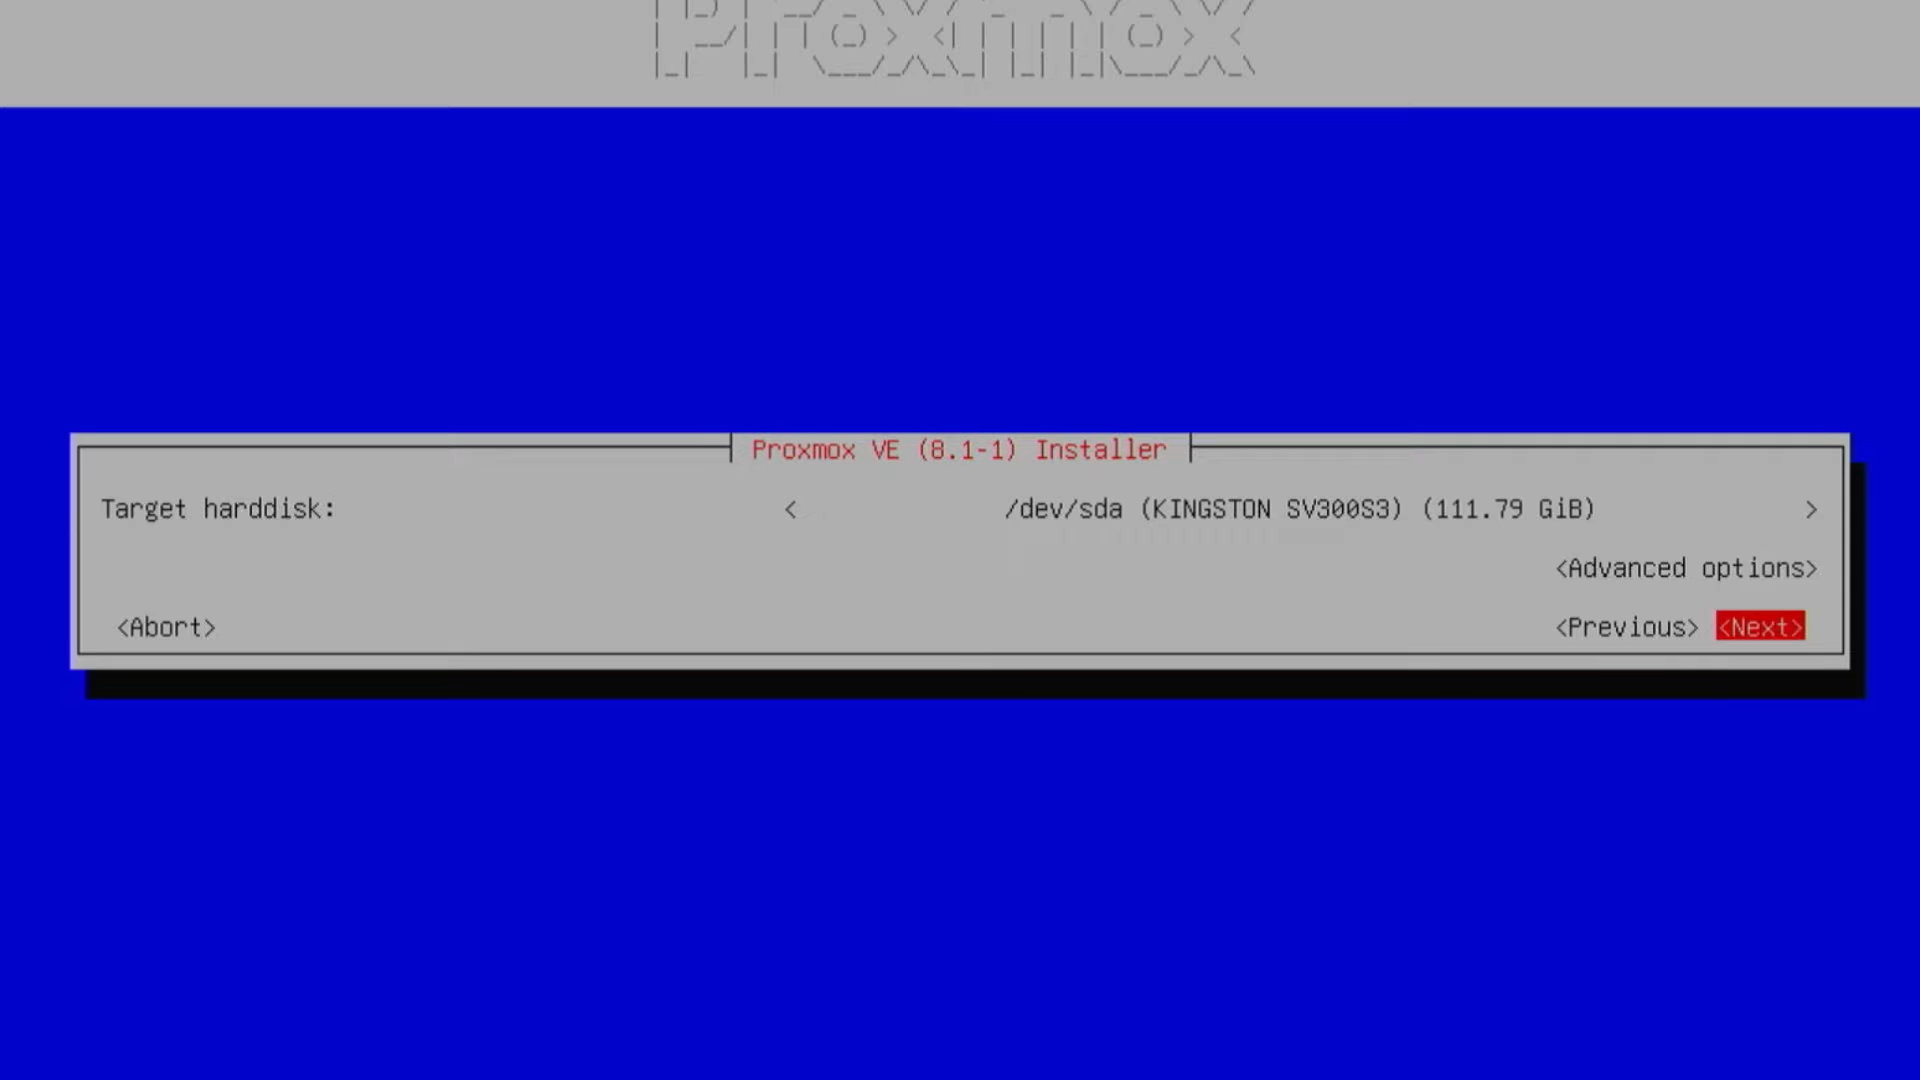 Proxmox
Proxmox VE (8.1-1) Installer
Target harddisk: < /dev/sda (KINGSTON SV300S3) (111.79 GiB) >
<Advanced options>
<Abort> <Previous> <Next>